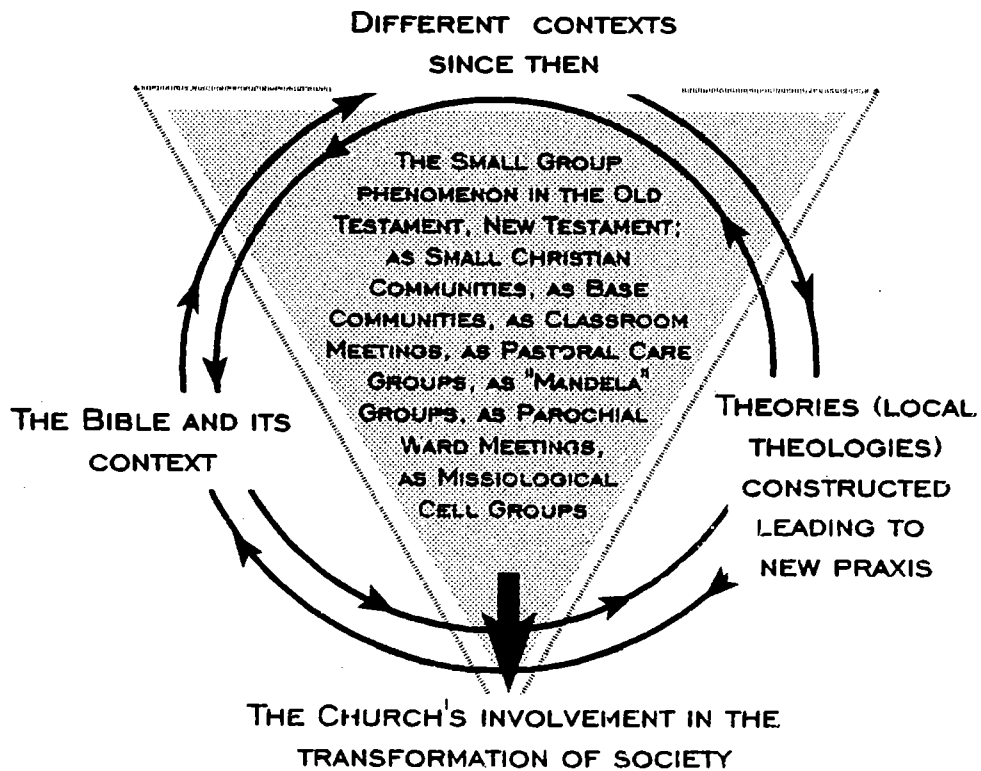 DIFFERENT CONTEXTS
SINCE THEN
THE SMALL GROUP
PHENOMENON IN THE OLD
TESTAMENT, NEW TESTAMENT;
AS SMALL CHRISTIAN
COMMUNITIES, AS BASE
COMMUNITIES, AS CLASSROOM
MEETINGS, AS PASTORAL CARE
GROUPS, AS "MANDELA"
GROUPS, AS PAROCHIAL
WARD MEETINGS,
AS MISSIOLOGICAL
CELL GROUPS
THE BIBLE AND ITS
CONTEXT
THEORIES (LOCAL
THEOLOGIES)
CONSTRUCTED
LEADING TO
NEW PRAXIS
THE CHURCH'S INVOLVEMENT IN THE
TRANSFORMATION OF SOCIETY